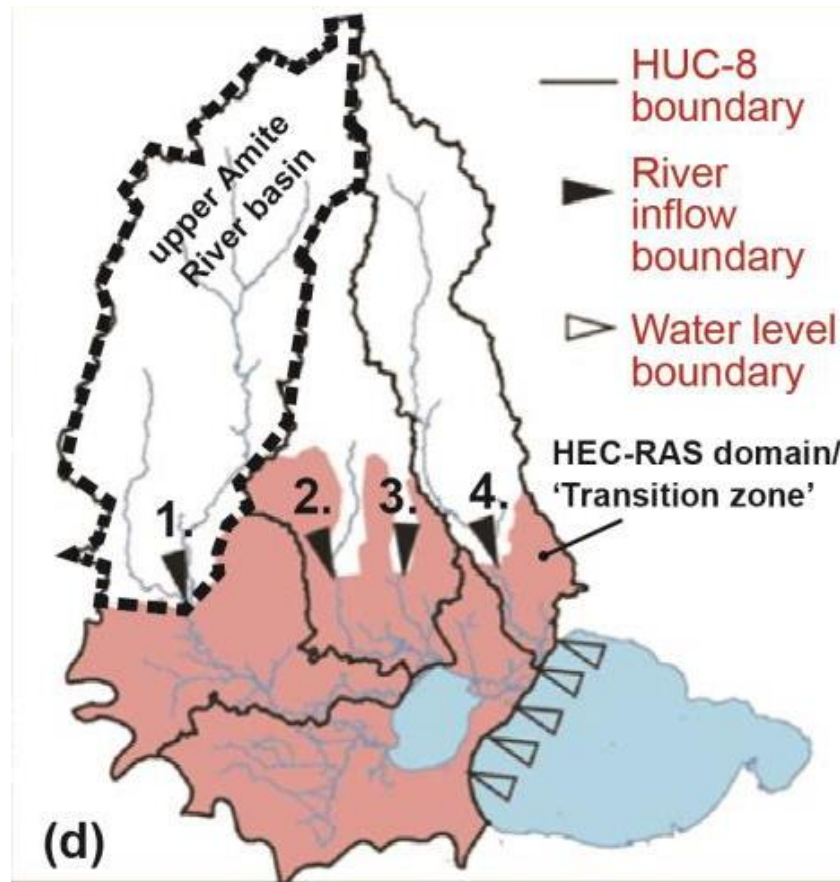 upper Amite
River basin
HUC-8
boundary
River
inflow
boundary
Water level
boundary
HEC-RAS domain/
‘Transition zone’
1.
2.
3.
4.
(d)